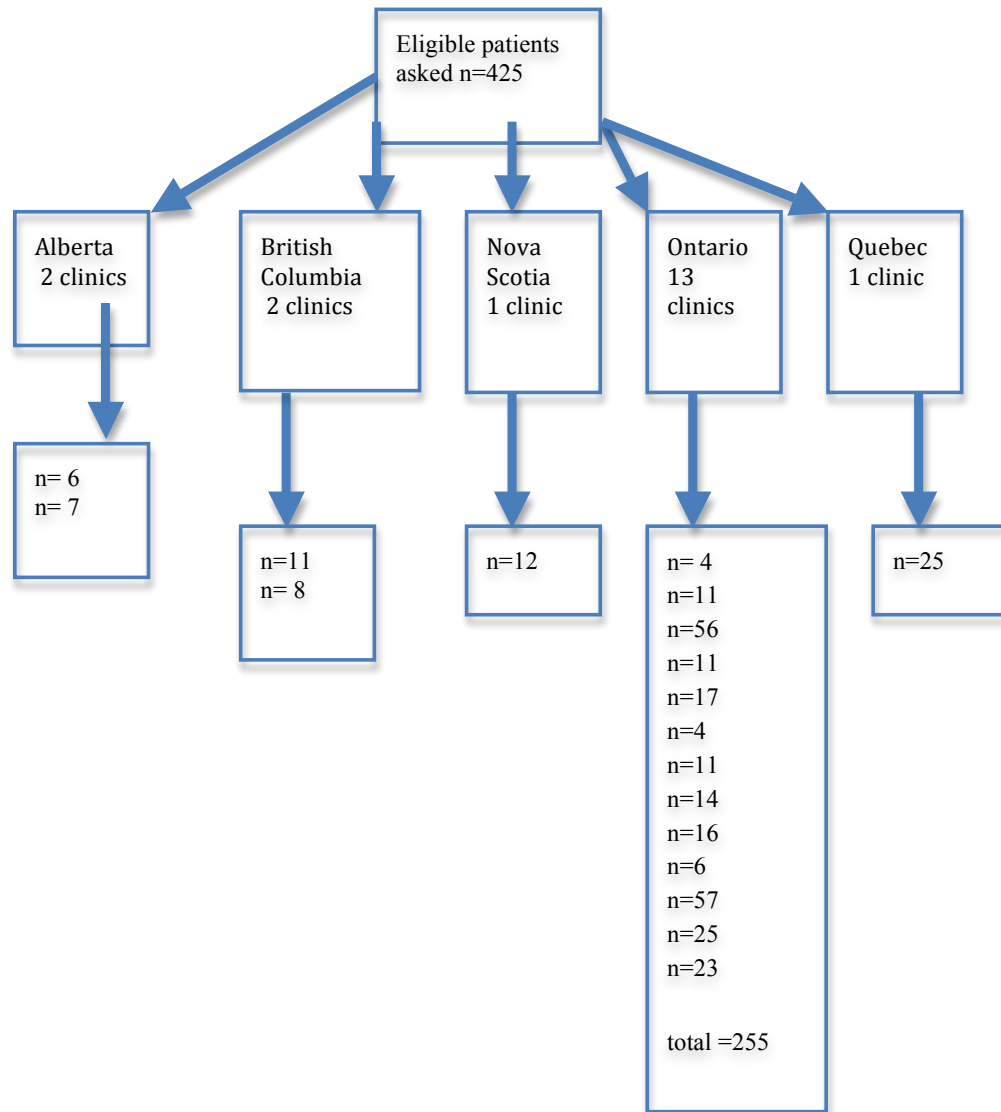 Eligible patients
asked n=425
Alberta
2 clinics
British
Columbia
2 clinics
Nova
Scotia
1 clinic
Ontario
13
clinics
Quebec
1 clinic
n= 6
n= 7
n=11
n= 8
n=12
n= 4
n=11
n=56
n=11
n=17
n=4
n=11
n=14
n=16
n=6
n=57
n=25
n=23
total =255
n=25